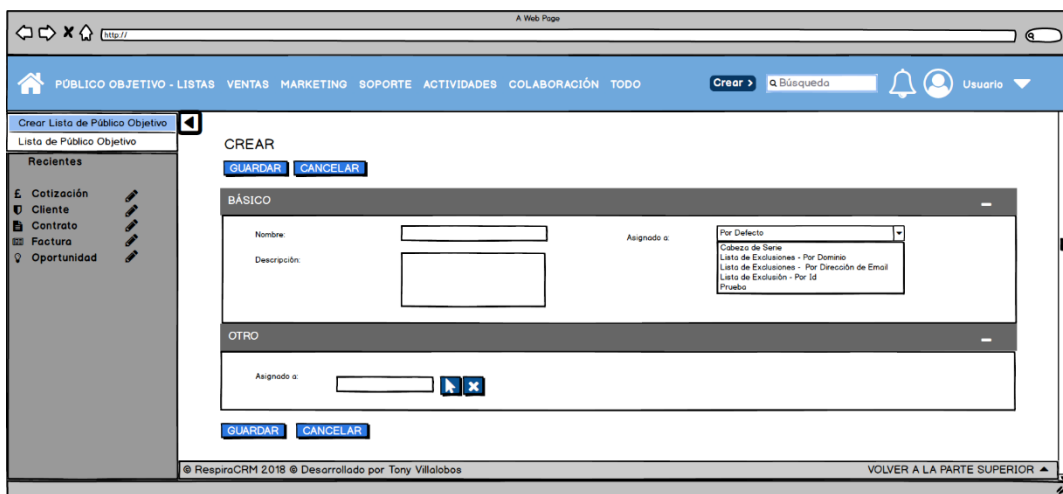 A Web Page
http://
PÚBLICO OBJETIVO - LISTAS VENTAS MARKETING SOPORTE ACTIVIDADES COLABORACIÓN TODO Crear > Búsqueda Usuario
Crear Lista de Público Objetivo
Lista de Público Objetivo
Recientes
£ Cotización
Cliente
Contrato
Factura
Oportunidad
CREAR
GUARDAR CANCELAR
BÁSICO
Nombre: Asignado a: Por Defecto
Cabeza de Serie
Lista de Exclusiones - Por Dominio
Lista de Exclusiones - Por Dirección de Email
Lista de Exclusión - Por Id
Prueba
Descripción:
OTRO
Asignado a:
GUARDAR CANCELAR
© RespiraCRM 2018 © Desarrollado por Tony Villalobos VOLVER A LA PARTE SUPERIOR